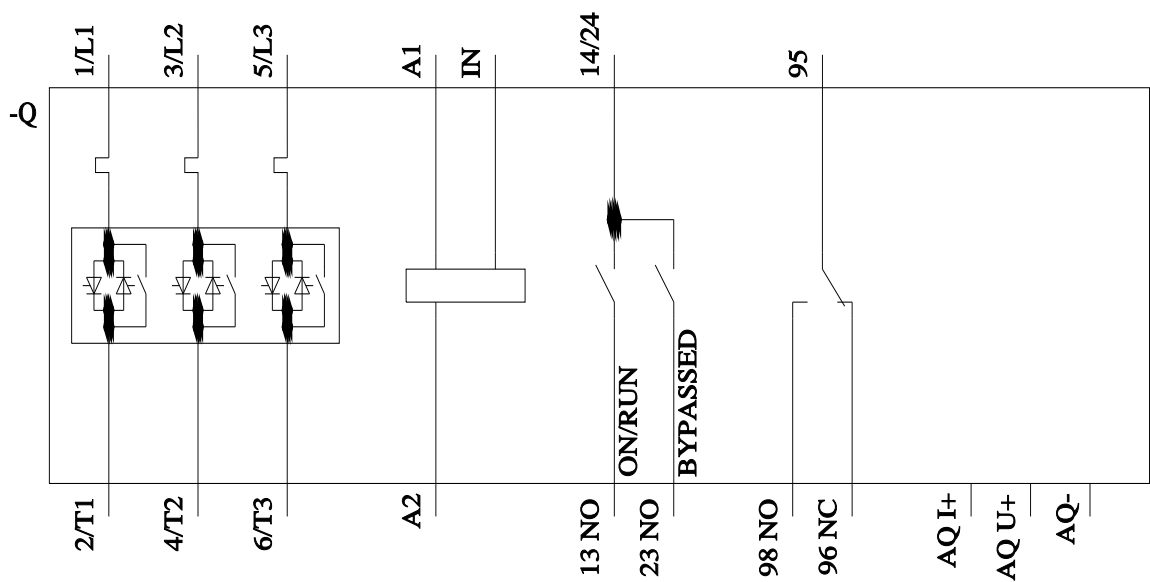 1/L1
3/L2
5/L3
A1
IN
14/24
95
-Q
ON/RUN
BYPASSED
2/T1
4/T2
6/T3
A2
13 NO
23 NO
98 NO
96 NC
AQ I+
AQ U+
AQ-